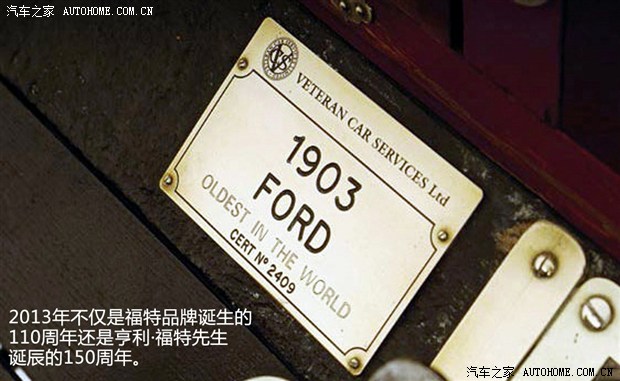 汽车之家 AUTOHOME.COM.CN
VCS
VETERAN CAR SERVICES Ltd
1903
FORD
OLDEST IN THE WORLD
CERT Nº 2409
2013年不仅是福特品牌诞生的
110周年还是亨利·福特先生
诞辰的150周年。
汽车之家 AUTOHOME.COM.CN